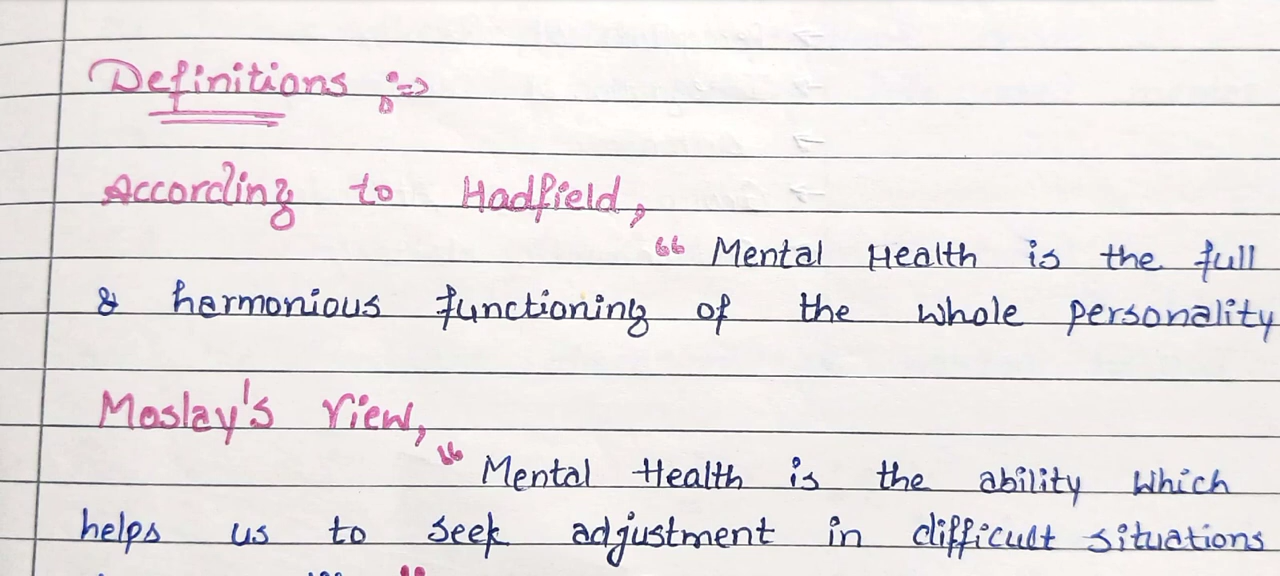 Definitions :->
According to Hadfield,
“ Mental Health is the full
& harmonious functioning of the whole personality
Maslay's View,
“ Mental Health is the ability which
helps us to seek adjustment in difficult situations